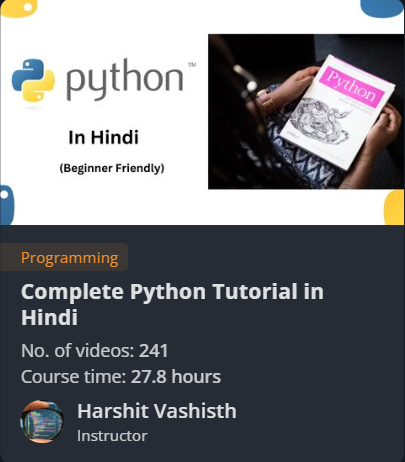 python™
In Hindi
(Beginner Friendly)
Python
Programming
Complete Python Tutorial in
Hindi
No. of videos: 241
Course time: 27.8 hours
Harshit Vashisth
Instructor